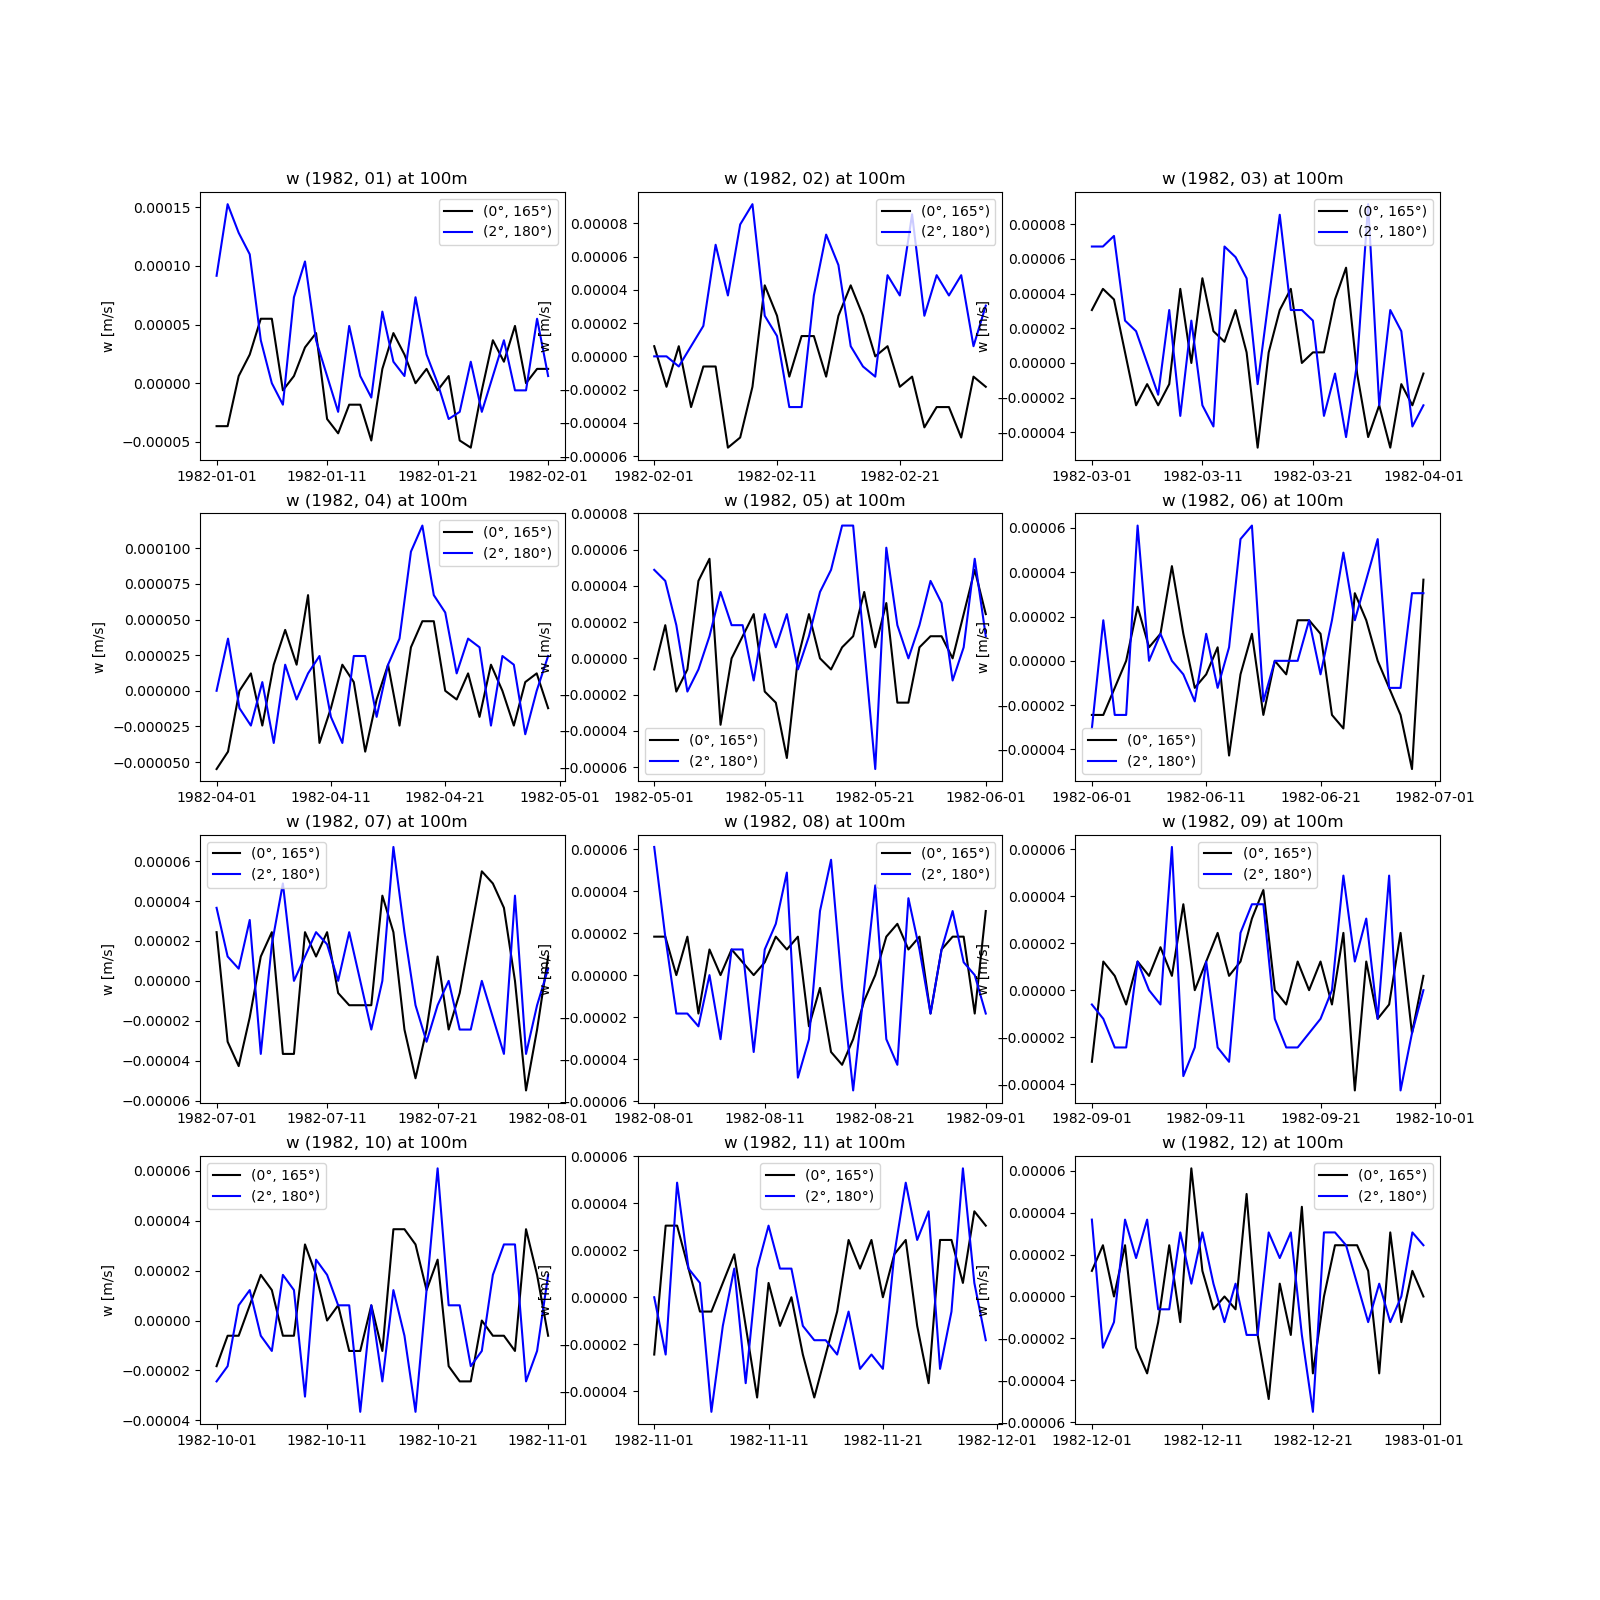 w (1982, 01) at 100m
w [m/s]
0.00015
0.00010
0.00005
0.00000
−0.00005
(0°, 165°)
(2°, 180°)
1982-01-01 1982-01-11 1982-01-21 1982-02-01
w (1982, 02) at 100m
w [m/s]
0.00008
0.00006
0.00004
0.00002
0.00000
−0.00002
−0.00004
−0.00006
(0°, 165°)
(2°, 180°)
1982-02-01 1982-02-11 1982-02-21
w (1982, 03) at 100m
w [m/s]
0.00008
0.00006
0.00004
0.00002
0.00000
−0.00002
−0.00004
(0°, 165°)
(2°, 180°)
1982-03-01 1982-03-11 1982-03-21 1982-04-01
w (1982, 04) at 100m
w [m/s]
0.000100
0.000075
0.000050
0.000025
0.000000
−0.000025
−0.000050
(0°, 165°)
(2°, 180°)
1982-04-01 1982-04-11 1982-04-21 1982-05-01
w (1982, 05) at 100m
w [m/s]
0.00008
0.00006
0.00004
0.00002
0.00000
−0.00002
−0.00004
−0.00006
(0°, 165°)
(2°, 180°)
1982-05-01 1982-05-11 1982-05-21 1982-06-01
w (1982, 06) at 100m
w [m/s]
0.00006
0.00004
0.00002
0.00000
−0.00002
−0.00004
(0°, 165°)
(2°, 180°)
1982-06-01 1982-06-11 1982-06-21 1982-07-01
w (1982, 07) at 100m
w [m/s]
0.00006
0.00004
0.00002
0.00000
−0.00002
−0.00004
−0.00006
(0°, 165°)
(2°, 180°)
1982-07-01 1982-07-11 1982-07-21 1982-08-01
w (1982, 08) at 100m
w [m/s]
0.00006
0.00004
0.00002
0.00000
−0.00002
−0.00004
−0.00006
(0°, 165°)
(2°, 180°)
1982-08-01 1982-08-11 1982-08-21 1982-09-01
w (1982, 09) at 100m
w [m/s]
0.00006
0.00004
0.00002
0.00000
−0.00002
−0.00004
(0°, 165°)
(2°, 180°)
1982-09-01 1982-09-11 1982-09-21 1982-10-01
w (1982, 10) at 100m
w [m/s]
0.00006
0.00004
0.00002
0.00000
−0.00002
−0.00004
(0°, 165°)
(2°, 180°)
1982-10-01 1982-10-11 1982-10-21 1982-11-01
w (1982, 11) at 100m
w [m/s]
0.00006
0.00004
0.00002
0.00000
−0.00002
−0.00004
(0°, 165°)
(2°, 180°)
1982-11-01 1982-11-11 1982-11-21 1982-12-01
w (1982, 12) at 100m
w [m/s]
0.00006
0.00004
0.00002
0.00000
−0.00002
−0.00004
−0.00006
(0°, 165°)
(2°, 180°)
1982-12-01 1982-12-11 1982-12-21 1983-01-01